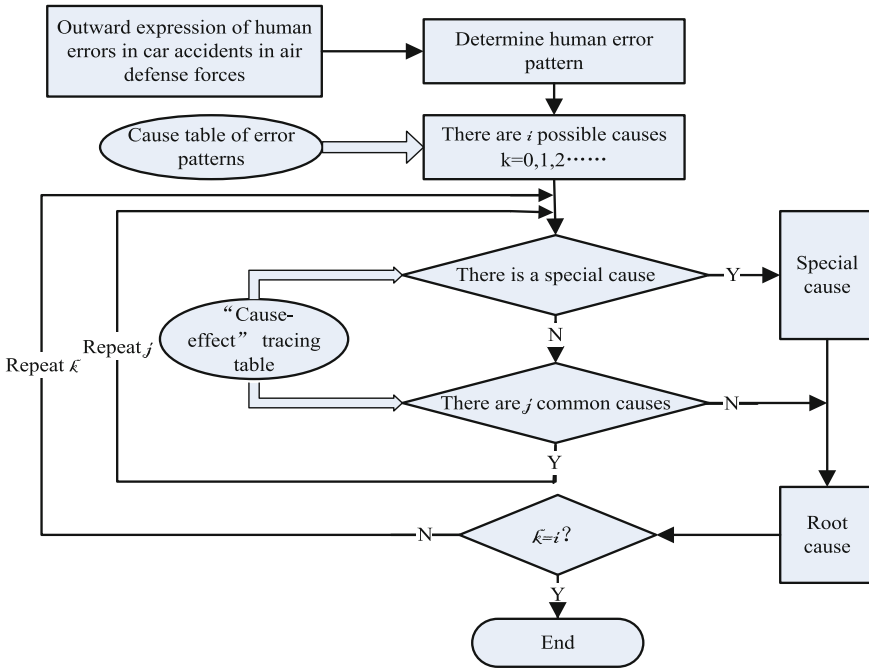 Outward expression of human
errors in car accidents in air
defense forces
Determine human error
pattern
Cause table of error
patterns
There are i possible causes
k=0,1,2……
There is a special cause
Y
Special
cause
“Cause-
effect” tracing
table
N
Repeat k
Repeat j
There are j common causes
N
Y
Root
cause
k=i?
N
Y
End